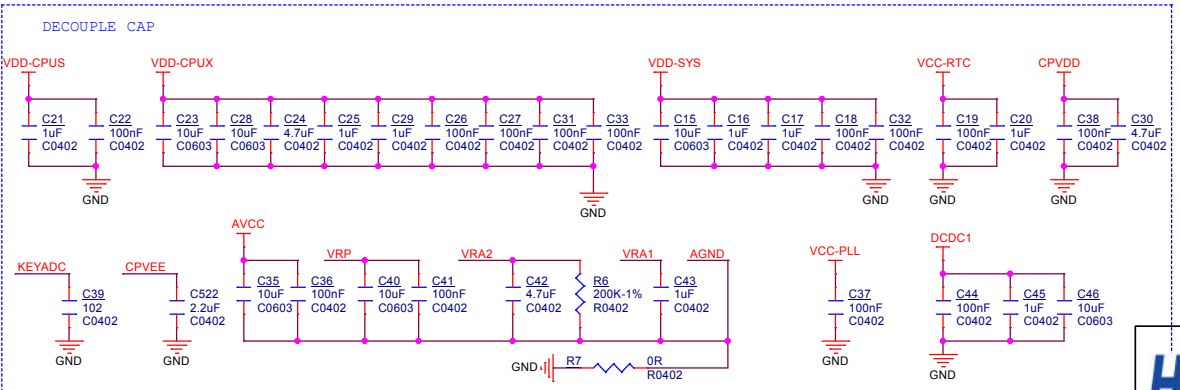 DECOUPLE CAP
VDD-CPUS
VDD-CPUX
VDD-SYS
VCC-RTC
CPVDD
C21
1uF
C0402
C22
100nF
C0402
C23
10uF
C0603
C28
10uF
C0603
C24
4.7uF
C0402
C25
1uF
C0402
C29
1uF
C0402
C26
100nF
C0402
C27
100nF
C0402
C31
100nF
C0402
C33
100nF
C0402
C15
10uF
C0603
C16
1uF
C0402
C17
1uF
C0402
C18
100nF
C0402
C32
100nF
C0402
C19
100nF
C0402
C20
1uF
C0402
C38
100nF
C0402
C30
4.7uF
C0402
GND
GND
GND
GND
GND
KEYADC
CPVEE
AVCC
VRP
VRA2
VRA1
AGND
VCC-PLL
DCDC1
C39
102
C0402
C522
2.2uF
C0402
C35
10uF
C0603
C36
100nF
C0402
C40
10uF
C0603
C41
100nF
C0402
C42
4.7uF
C0402
R6
200K-1%
R0402
C43
1uF
C0402
C37
100nF
C0402
C44
100nF
C0402
C45
1uF
C0402
C46
10uF
C0603
GND
GND
GND
R7
0R
R0402
GND
GND